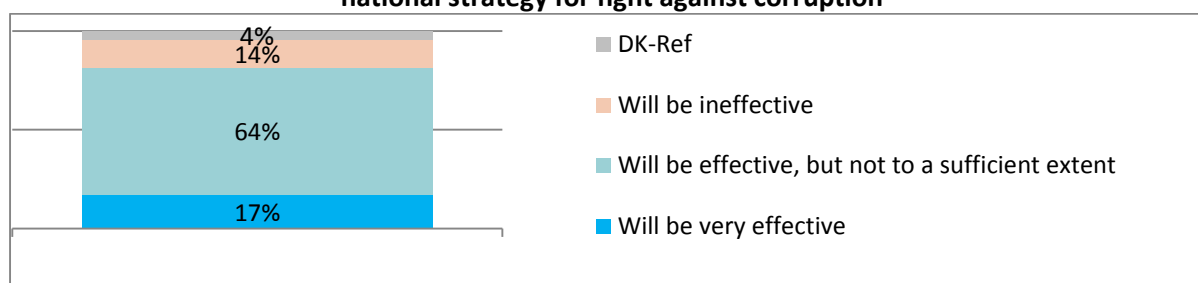 national strategy for fight against corruption
4%
14%
64%
17%
DK-Ref
Will be ineffective
Will be effective, but not to a sufficient extent
Will be very effective